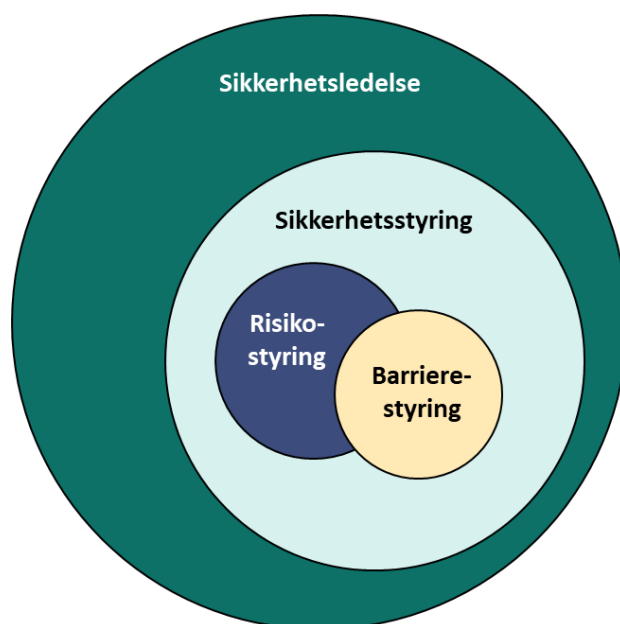 Sikkerhetsledelse
Sikkerhetsstyring
Risiko-
styring
Barriere-
styring